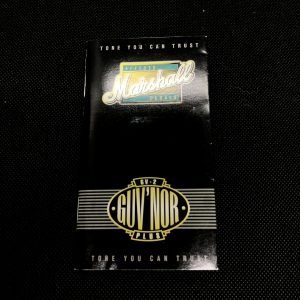 TONE YOU CAN TRUST
Marshall
GV-2
GUV'NOR
PLUS
TONE YOU CAN TRUST